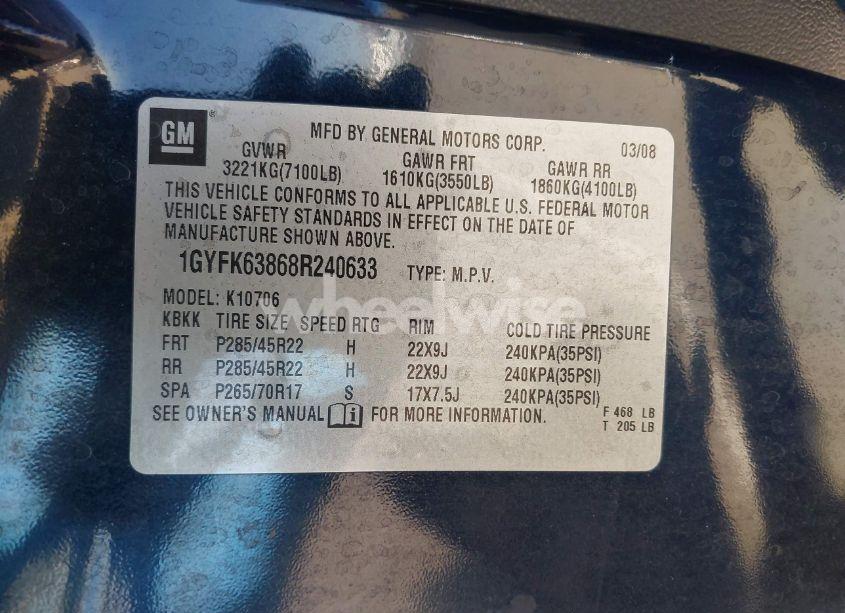 GM ®
MFD BY GENERAL MOTORS CORP. 03/08
GVWR GAWR FRT GAWR RR
3221KG(7100LB) 1610KG(3550LB) 1860KG(4100LB)
THIS VEHICLE CONFORMS TO ALL APPLICABLE U.S. FEDERAL MOTOR
VEHICLE SAFETY STANDARDS IN EFFECT ON THE DATE OF
MANUFACTURE SHOWN ABOVE.
1GYFK63868R240633 TYPE: M.P.V.
MODEL: K10706
wheelwise
KBKK TIRE SIZE SPEED RTG RIM COLD TIRE PRESSURE
FRT P285/45R22 H 22X9J 240KPA(35PSI)
RR P285/45R22 H 22X9J 240KPA(35PSI)
SPA P265/70R17 S 17X7.5J 240KPA(35PSI)
SEE OWNER'S MANUAL FOR MORE INFORMATION.
F 468 LB
T 205 LB